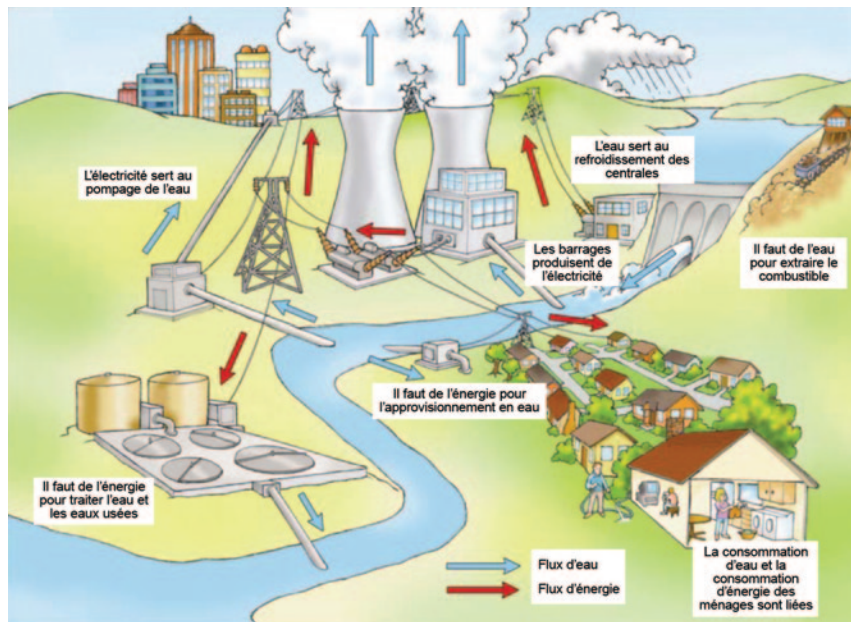 L'électricité sert au
pompage de l'eau
L'eau sert au
refroidissement des
centrales
Les barrages
produisent de
l'électricité
Il faut de l'eau
pour extraire le
combustible
Il faut de l'énergie pour
l'approvisionnement en eau
Il faut de l'énergie
pour traiter l'eau et
les eaux usées
Flux d'eau
Flux d'énergie
La consommation
d'eau et la
consommation
d'énergie des
ménages sont liées